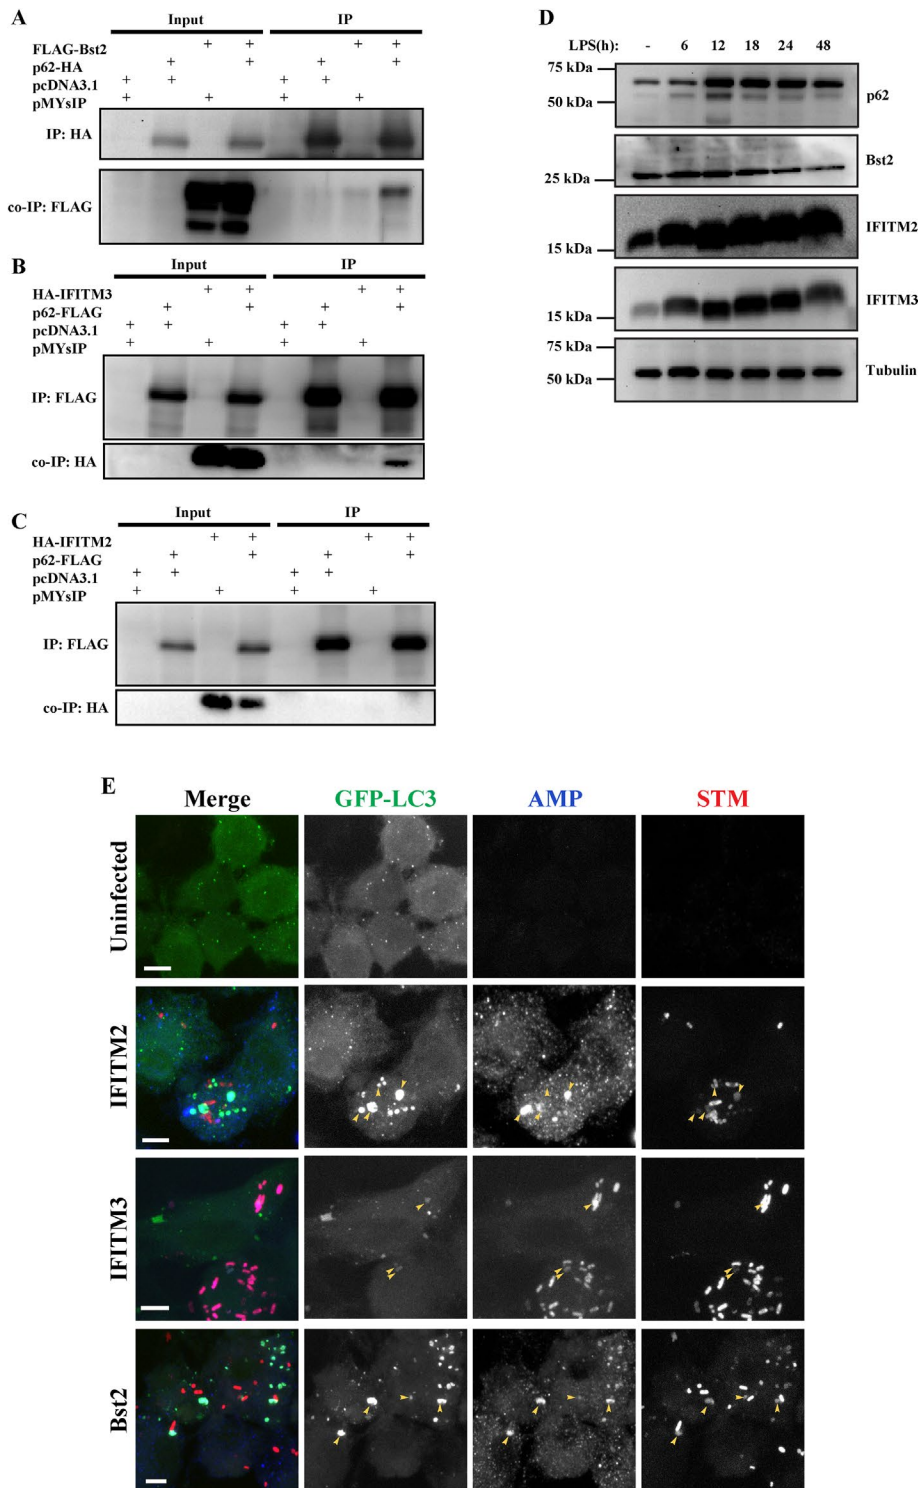 A
Input IP
FLAG-Bst2 + + + +
p62-HA + + + +
pcDNA3.1 + + + +
pMYsIP + + + +
IP: HA
co-IP: FLAG
B
Input IP
HA-IFITM3 + + + +
p62-FLAG + + + +
pcDNA3.1 + + + +
pMYsIP + + + +
IP: FLAG
co-IP: HA
C
Input IP
HA-IFITM2 + + + +
p62-FLAG + + + +
pcDNA3.1 + + + +
pMYsIP + + + +
IP: FLAG
co-IP: HA
D
LPS(h): - 6 12 18 24 48
75 kDa
50 kDa
p62
Bst2
25 kDa
IFITM2
15 kDa
IFITM3
15 kDa
75 kDa
50 kDa
Tubulin
E
Merge GFP-LC3 AMP STM
Uninfected
IFITM2
IFITM3
Bst2